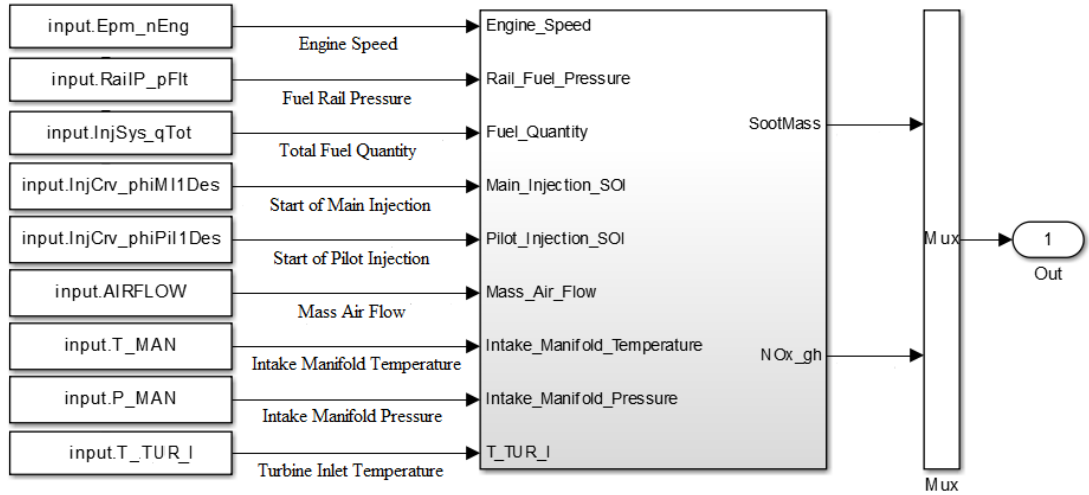 input.Epm_nEng
Engine Speed
Engine_Speed
input.RailP_pFlt
Fuel Rail Pressure
Rail_Fuel_Pressure
input.InjSys_qTot
Total Fuel Quantity
Fuel_Quantity
input.InjCrv_phiMI1Des
Start of Main Injection
Main_Injection_SOI
input.InjCrv_phiPiI1Des
Start of Pilot Injection
Pilot_Injection_SOI
input.AIRFLOW
Mass Air Flow
Mass_Air_Flow
input.T_MAN
Intake Manifold Temperature
Intake_Manifold_Temperature
input.P_MAN
Intake Manifold Pressure
Intake_Manifold_Pressure
input.T_TUR_I
Turbine Inlet Temperature
T_TUR_I
SootMass
NOx_gh
Mux
Mux
1
Out